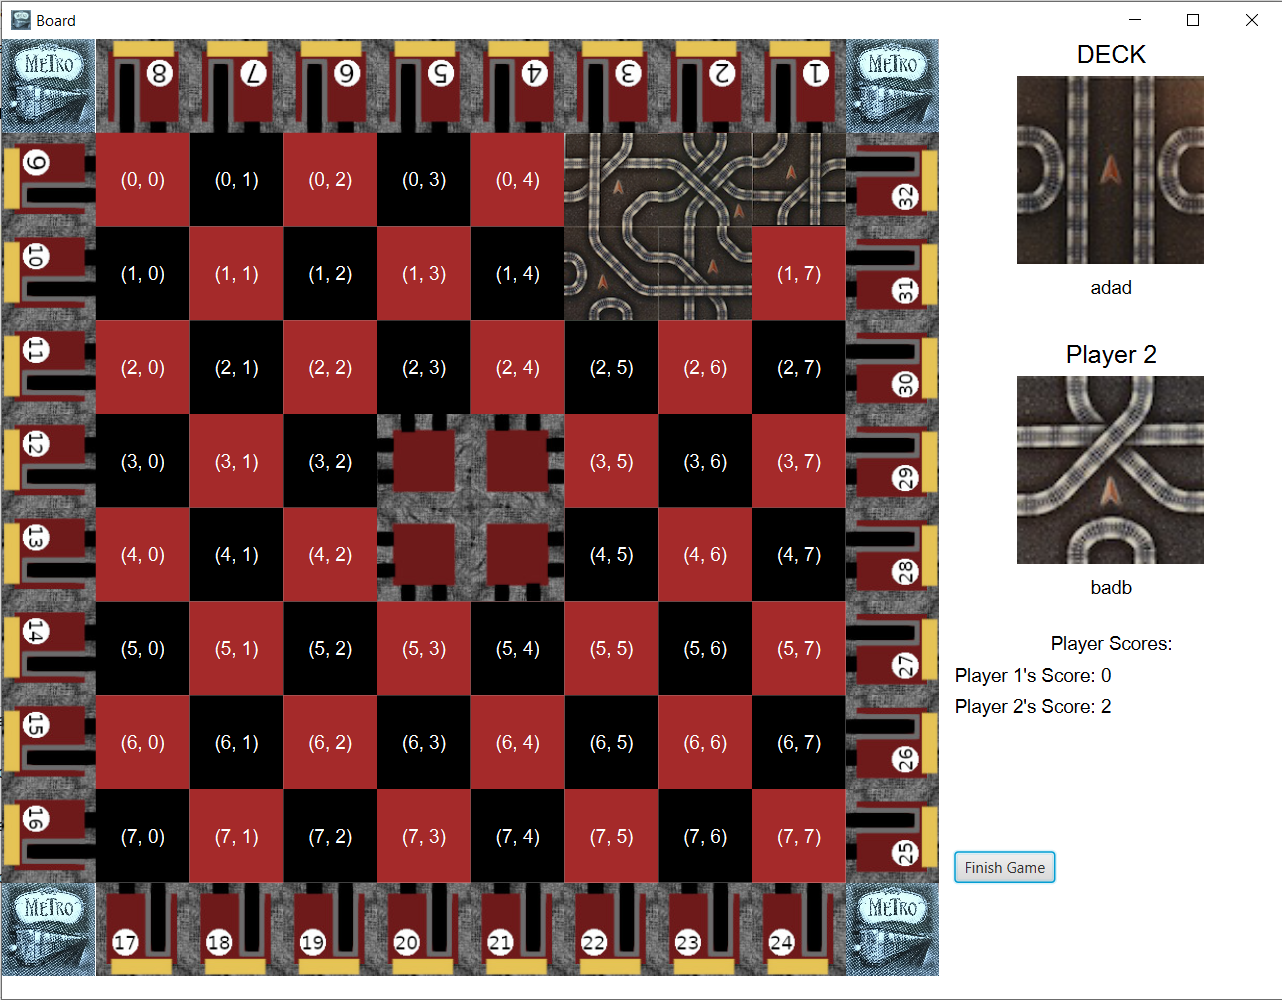 Board
METRO 8 7 6 5 4 3 2 1 METRO
DECK
9 (0, 0) (0, 1) (0, 2) (0, 3) (0, 4) 32
10 (1, 0) (1, 1) (1, 2) (1, 3) (1, 4) (1, 7) 31
adad
11 (2, 0) (2, 1) (2, 2) (2, 3) (2, 4) (2, 5) (2, 6) (2, 7) 30
Player 2
12 (3, 0) (3, 1) (3, 2) (3, 5) (3, 6) (3, 7) 29
13 (4, 0) (4, 1) (4, 2) (4, 5) (4, 6) (4, 7) 28
badb
14 (5, 0) (5, 1) (5, 2) (5, 3) (5, 4) (5, 5) (5, 6) (5, 7) 27
Player Scores:
Player 1's Score: 0
Player 2's Score: 2
15 (6, 0) (6, 1) (6, 2) (6, 3) (6, 4) (6, 5) (6, 6) (6, 7) 26
16 (7, 0) (7, 1) (7, 2) (7, 3) (7, 4) (7, 5) (7, 6) (7, 7) 25
Finish Game
METRO 17 18 19 20 21 22 23 24 METRO